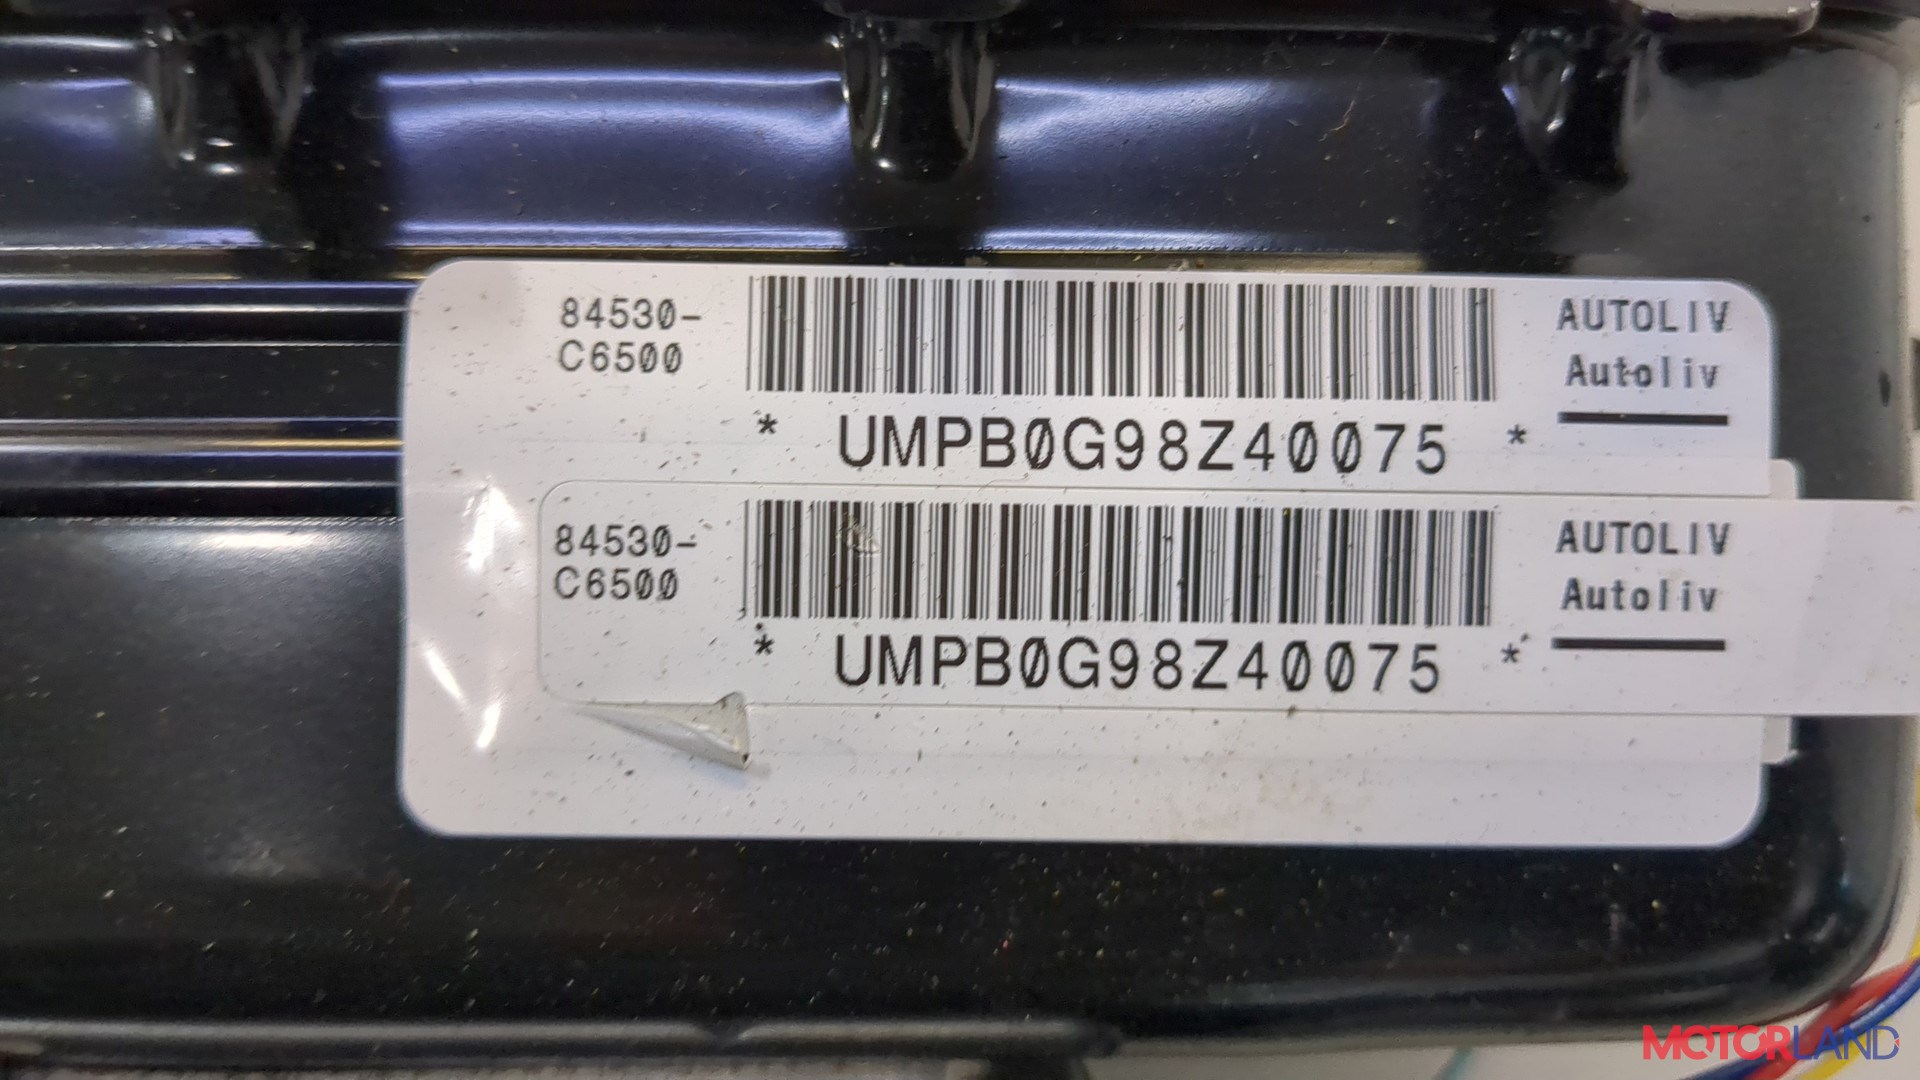 84530-
C6500
* UMPB0G98Z40075 *
AUTOLIV
Autoliv
84530-
C6500
* UMPB0G98Z40075 *
AUTOLIV
Autoliv
MOTORLAND